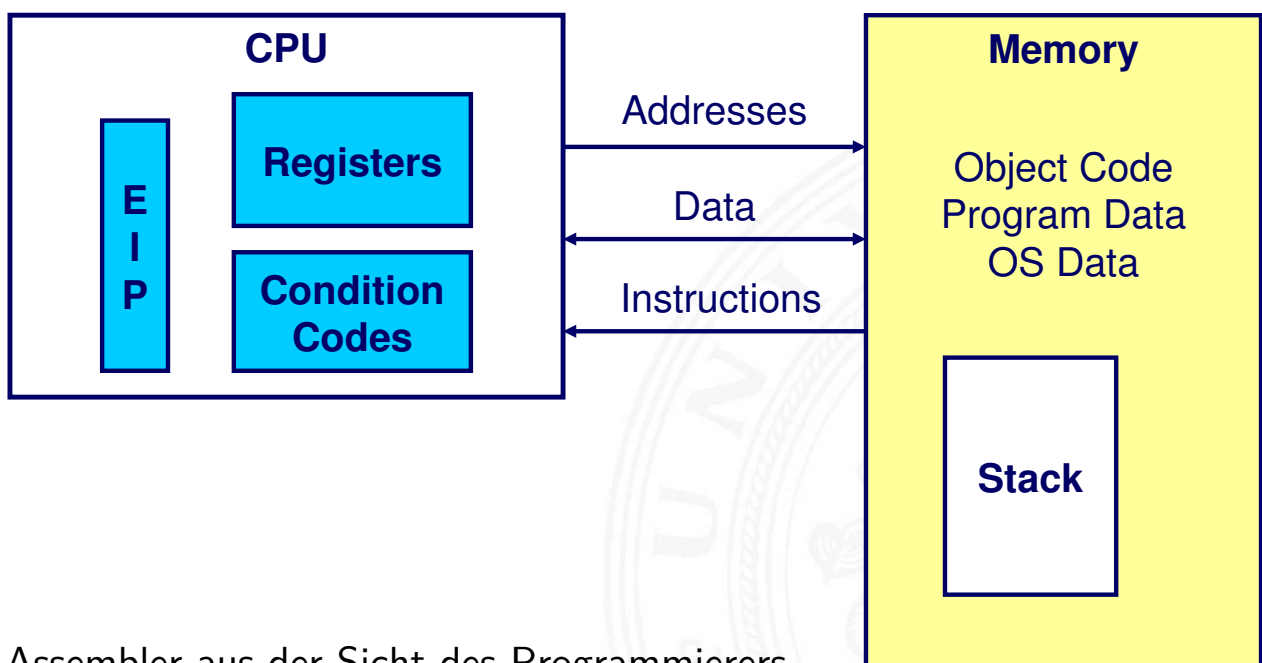 CPU
E
I
P
Registers
Condition
Codes
Addresses
Data
Instructions
Memory
Object Code
Program Data
OS Data
Stack
Assembler aus der Sicht des Programmierers
U N I